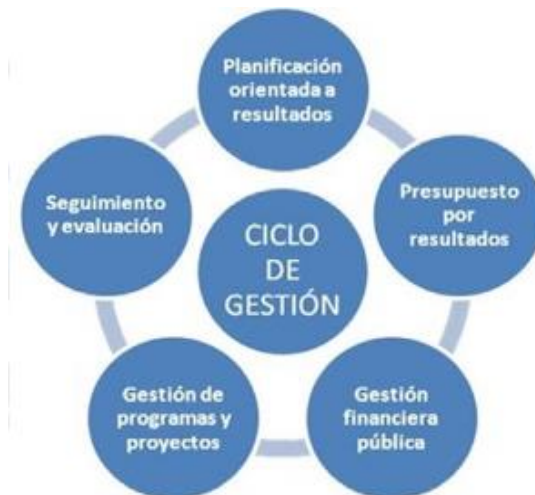 Planificación
orientada a
resultados
Presupuesto
por
resultados
Gestión
financiera
pública
Gestión de
programas y
proyectos
Seguimiento
y evaluación
CICLO
DE
GESTIÓN